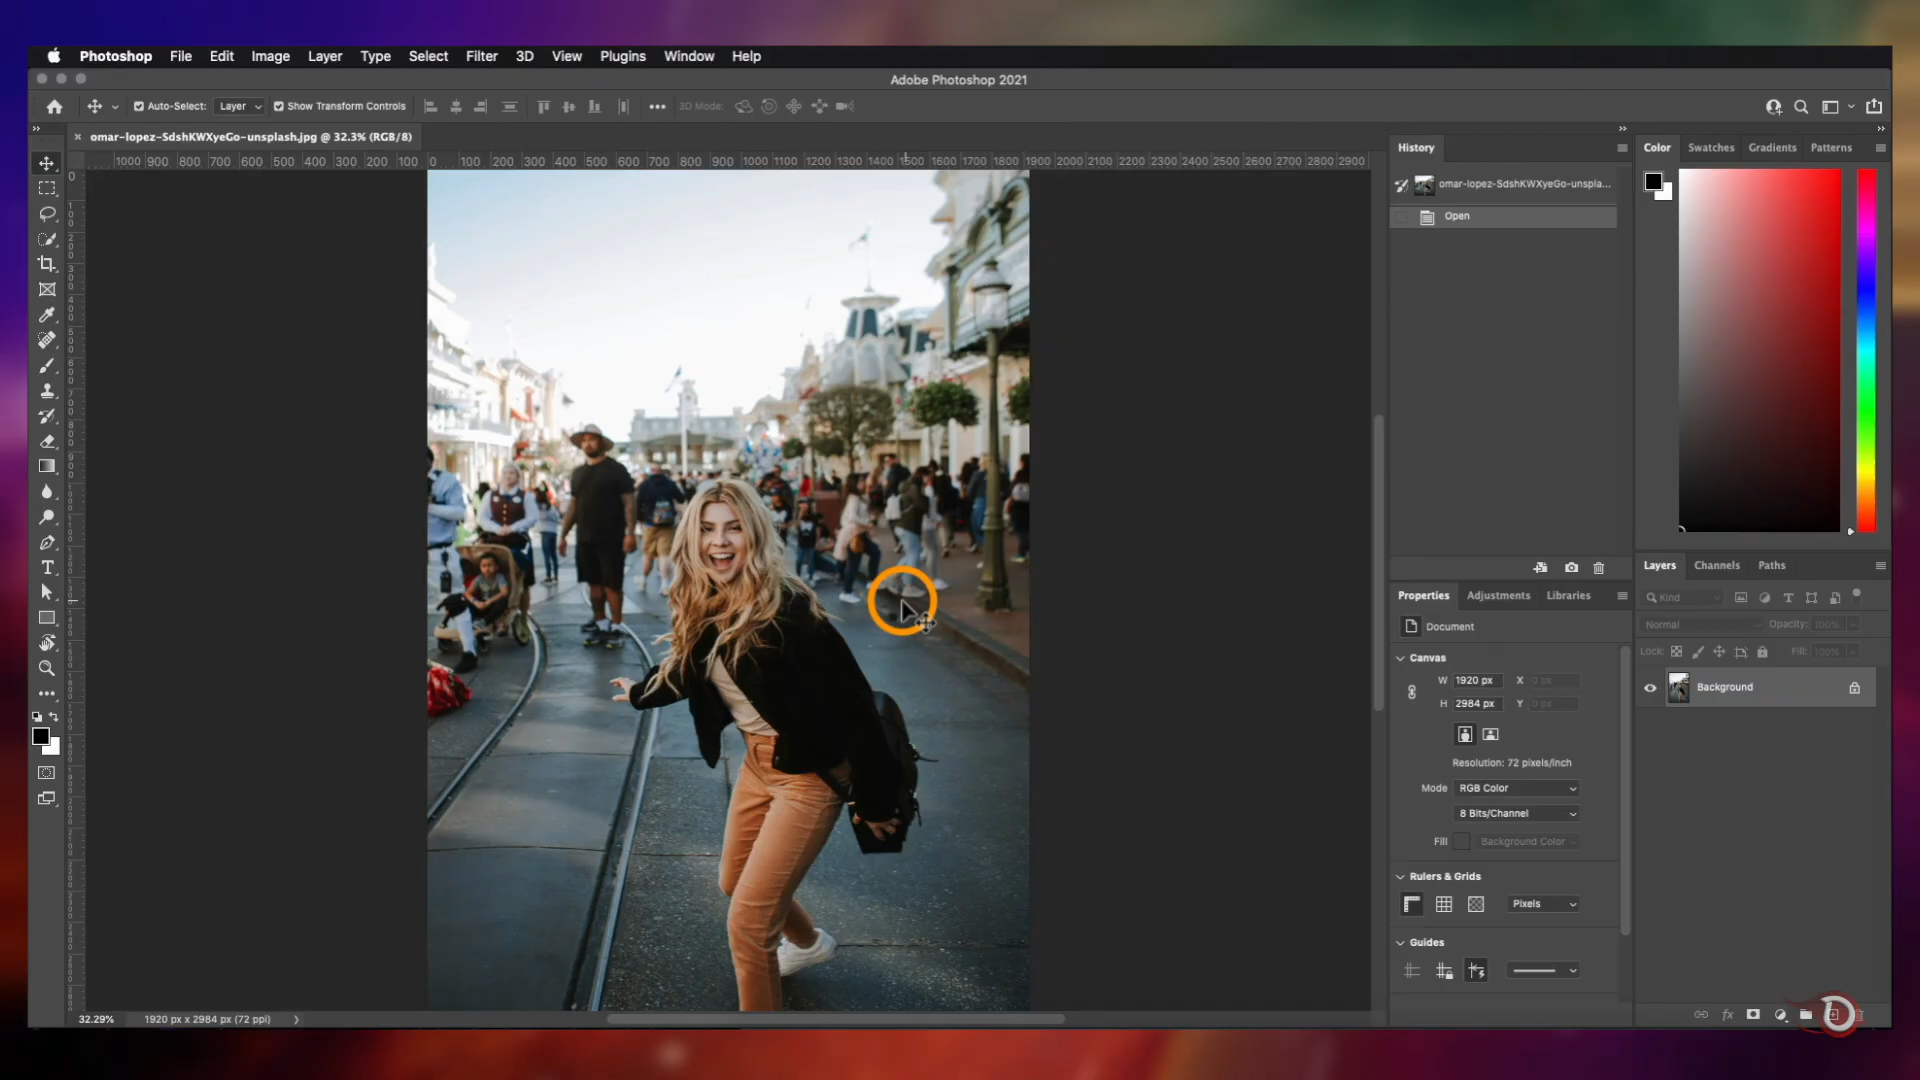 Photoshop File Edit Image Layer Type Select Filter 3D View Plugins Window Help
Adobe Photoshop 2021
Auto-Select: Layer Show Transform Controls 3D Mode:
omar-lopez-SdshKWXyeGo-unsplash.jpg @ 32.3% (RGB/8)
1000 900 800 700 600 500 400 300 200 100 0 100 200 300 400 500 600 700 800 900 1000 1100 1200 1300 1400 1500 1600 1700 1800 1900 2000 2100 2200 2300 2400 2500 2600 2700 2800 2900
History
omar-lopez-SdshKWXyeGo-unspla...
Open
Color Swatches Gradients Patterns
Properties Adjustments Libraries
Document
Canvas
W 1920 px X 0 px
H 2984 px Y 0 px
Resolution: 72 pixels/inch
Mode RGB Color
8 Bits/Channel
Fill Background Color
Rulers & Grids
Pixels
Guides
Layers Channels Paths
Kind
Normal Opacity: 100%
Lock: Fill: 100%
Background
fx
32.29% 1920 px x 2984 px (72 ppi)